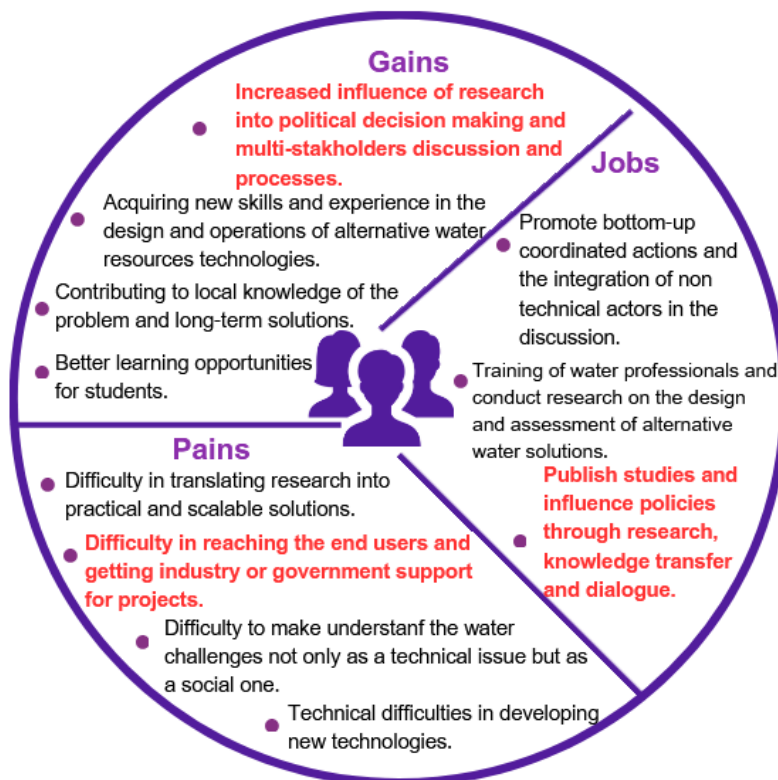 Gains
Increased influence of research
into political decision making and
multi-stakholders discussion and
processes.
Acquiring new skills and experience in the
design and operations of alternative water
resources technologies.
Contributing to local knowledge of the
problem and long-term solutions.
Better learning opportunities
for students.
Jobs
Promote bottom-up
coordinated actions and
the integration of non
technical actors in the
discussion.
Training of water professionals and
conduct research on the design
and assessment of alternative
water solutions.
Publish studies and
influence policies
through research,
knowledge transfer
and dialogue.
Pains
Difficulty in translating research into
practical and scalable solutions.
Difficulty in reaching the end users and
getting industry or government support
for projects.
Difficulty to make understanf the water
challenges not only as a technical issue but as
a social one.
Technical difficulties in developing
new technologies.